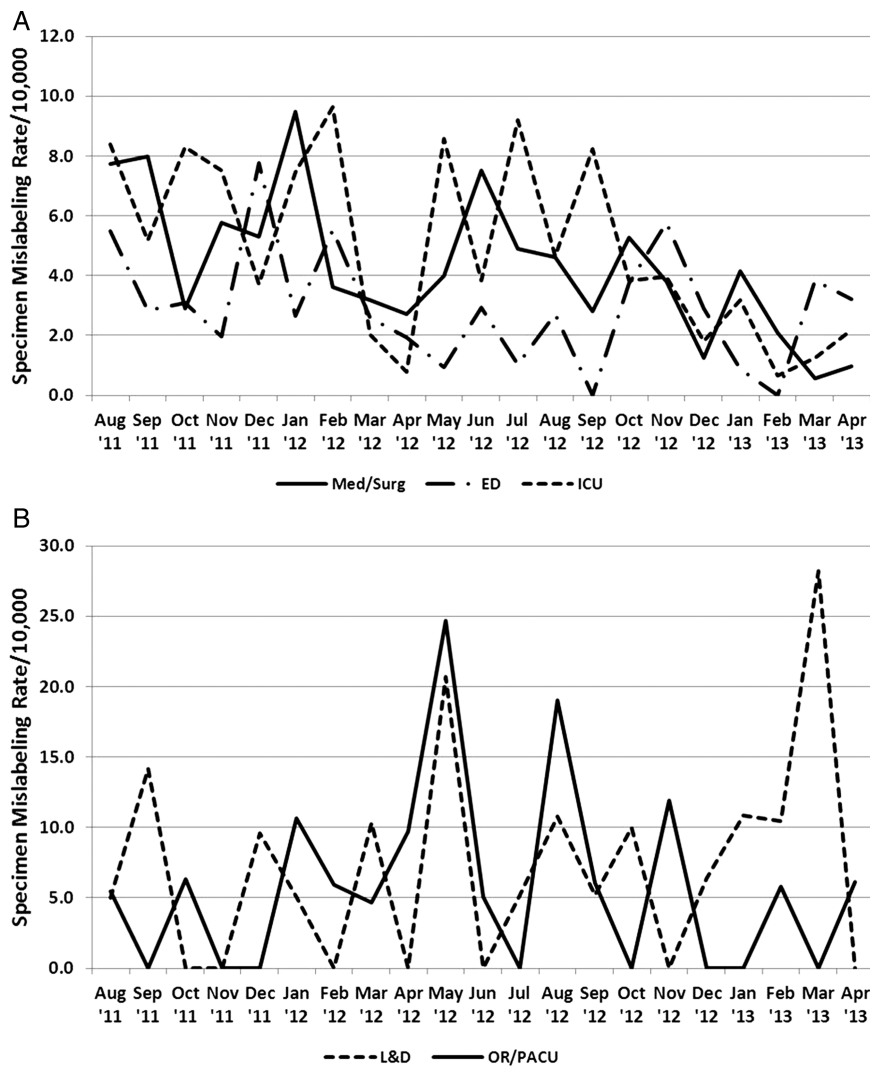 A
Specimen Mislabeling Rate/10,000
12.0
10.0
8.0
6.0
4.0
2.0
0.0
Aug Sep Oct Nov Dec Jan Feb Mar Apr May Jun Jul Aug Sep Oct Nov Dec Jan Feb Mar Apr
'11 '11 '11 '11 '11 '12 '12 '12 '12 '12 '12 '12 '12 '12 '12 '12 '12 '13 '13 '13 '13
Med/Surg ED ICU
B
Specimen Mislabeling Rate/10,000
30.0
25.0
20.0
15.0
10.0
5.0
0.0
Aug Sep Oct Nov Dec Jan Feb Mar Apr May Jun Jul Aug Sep Oct Nov Dec Jan Feb Mar Apr
'11 '11 '11 '11 '11 '12 '12 '12 '12 '12 '12 '12 '12 '12 '12 '12 '12 '13 '13 '13 '13
L&D OR/PACU